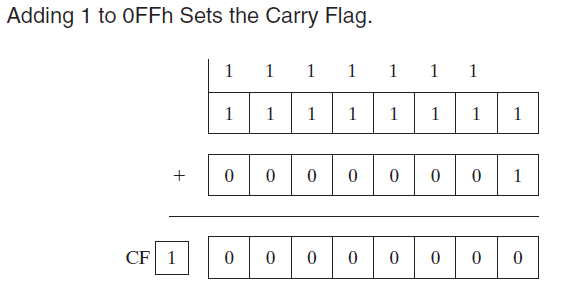 Adding 1 to 0FFh Sets the Carry Flag.
1 1 1 1 1 1 1
1 1 1 1 1 1 1 1
+ 0 0 0 0 0 0 0 1
CF 1 0 0 0 0 0 0 0 0